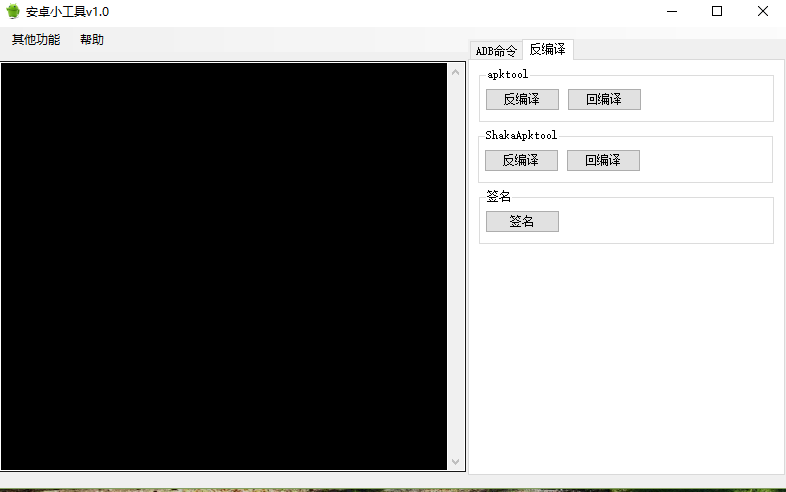 安卓小工具v1.0
其他功能 帮助
ADB命令 反编译
apktool
反编译 回编译
ShakaApktool
反编译 回编译
签名
签名